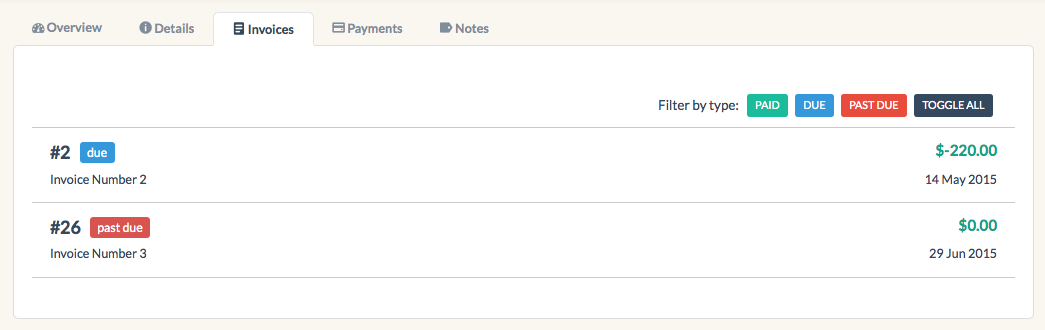 Overview Details Invoices Payments Notes
Filter by type: PAID DUE PAST DUE TOGGLE ALL
#2 due $-220.00
Invoice Number 2 14 May 2015
#26 past due $0.00
Invoice Number 3 29 Jun 2015